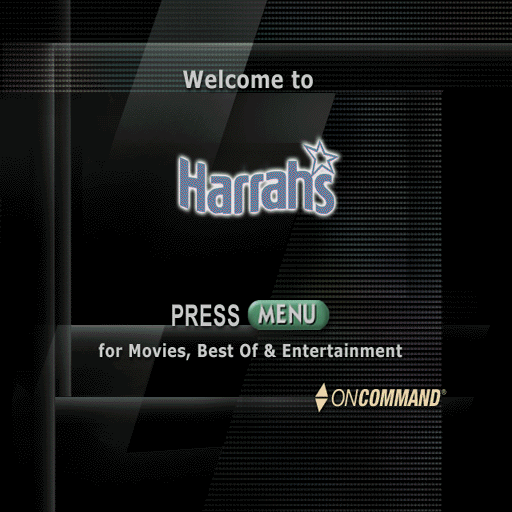 Welcome to
Harrah's
PRESS MENU
for Movies, Best Of & Entertainment
ONCOMMAND®